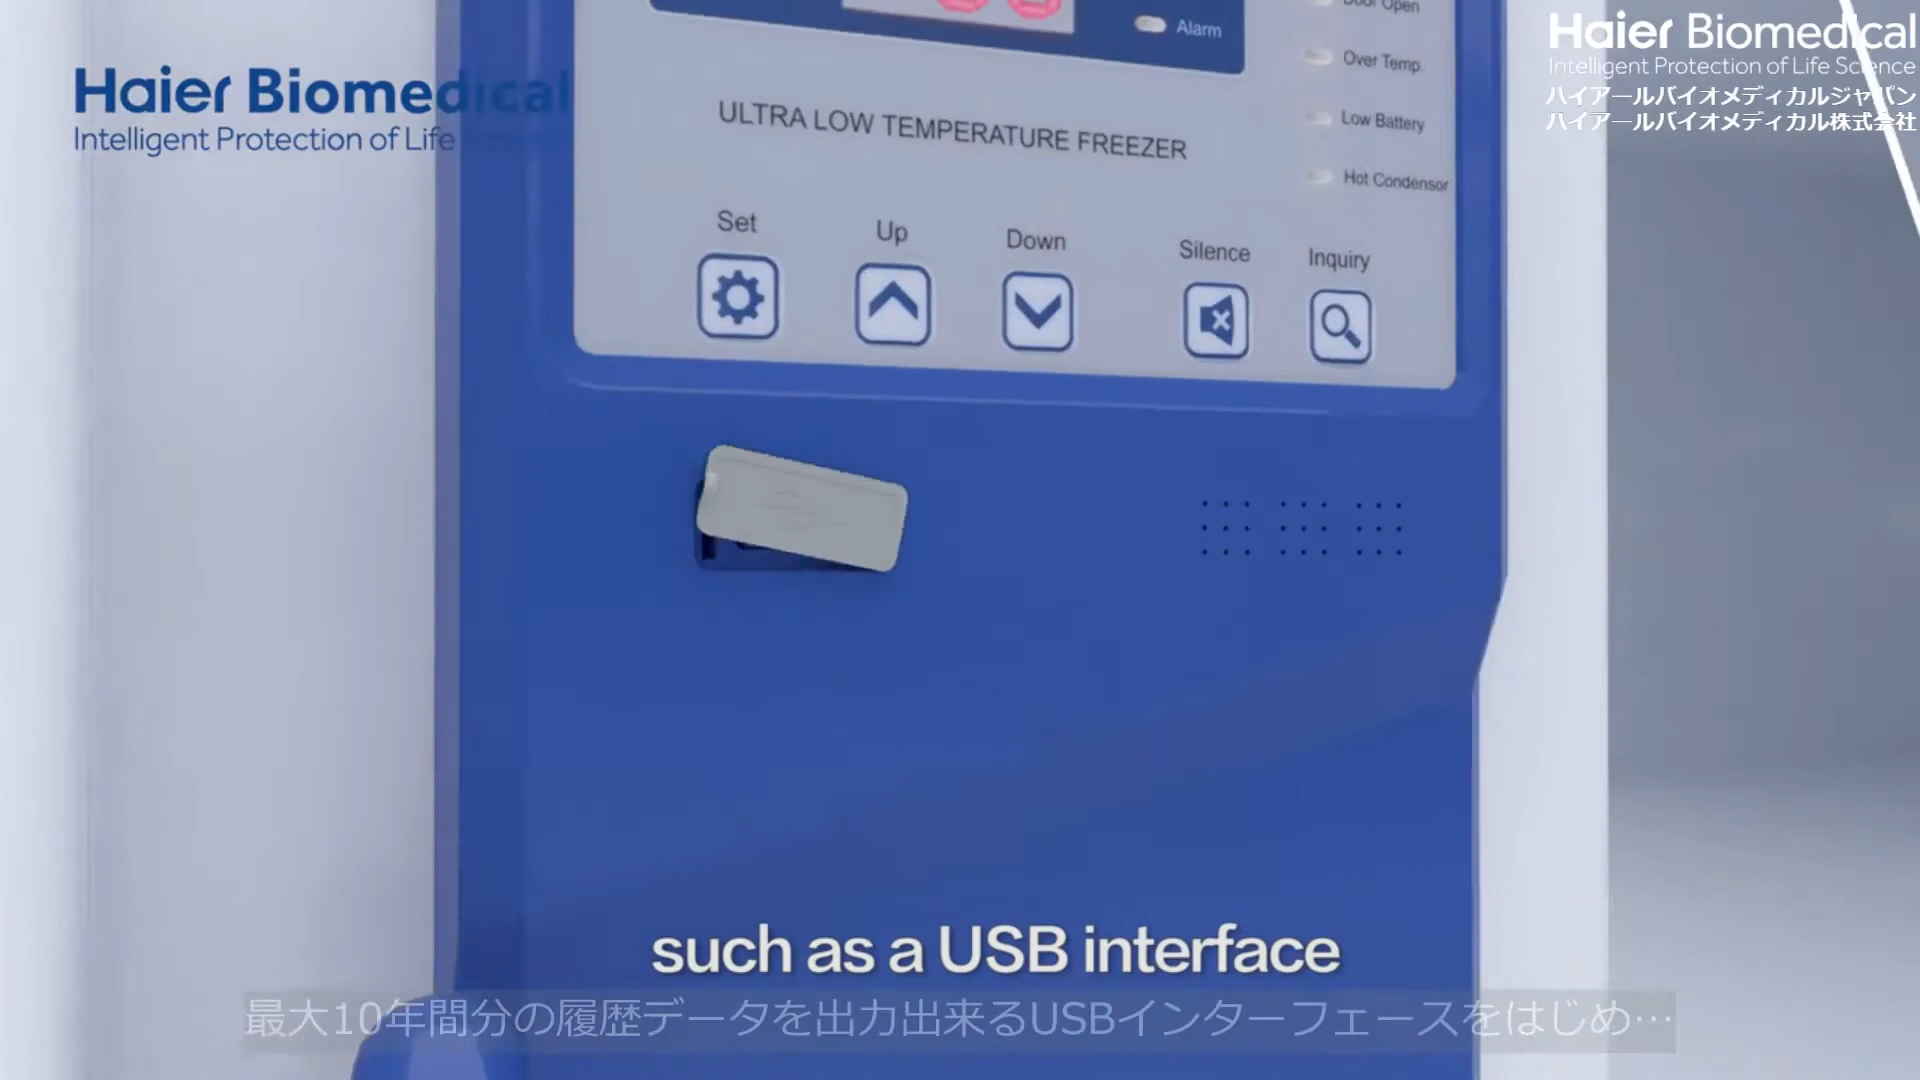 Door Open
Alarm
Over Temp.
Low Battery
Hot Condensor
ULTRA LOW TEMPERATURE FREEZER
Set
Up
Down
Silence
Inquiry
Haier Biomedical
Intelligent Protection of Life
Haier Biomedical
Intelligent Protection of Life Science
ハイアールバイオメディカルジャパン
ハイアールバイオメディカル株式会社
such as a USB interface
最大10年間分の履歴データを出力出来るUSBインターフェースをはじめ…